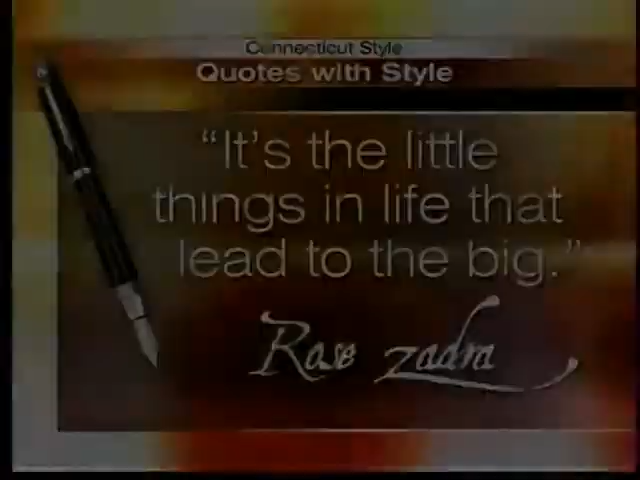 Connecticut Style
Quotes with Style
“It’s the little
things in life that
lead to the big.”
Rose Zadra